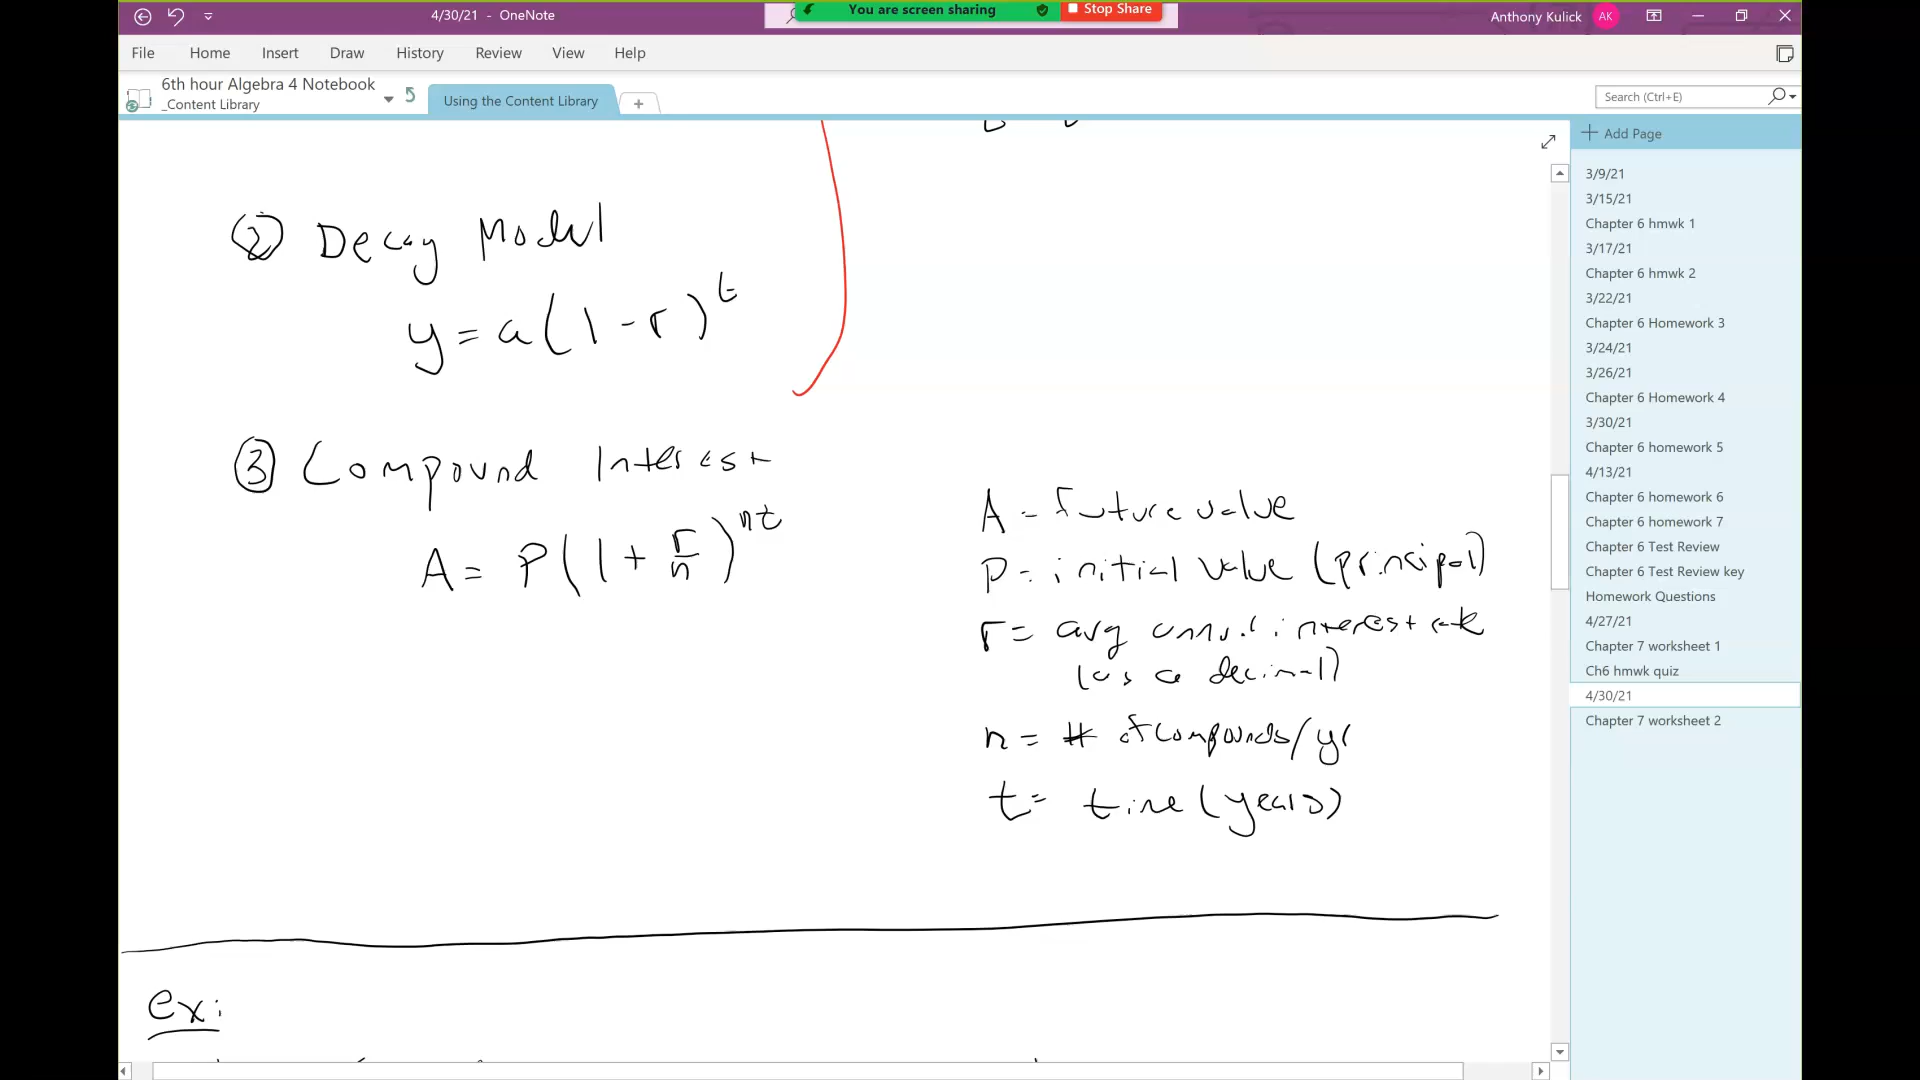 4/30/21 - OneNote
You are screen sharing
Stop Share
Anthony Kulick
AK
File Home Insert Draw History Review View Help
6th hour Algebra 4 Notebook
_Content Library
Using the Content Library
Search (Ctrl+E)
Add Page
3/9/21
3/15/21
Chapter 6 hmwk 1
3/17/21
Chapter 6 hmwk 2
3/22/21
Chapter 6 Homework 3
3/24/21
3/26/21
Chapter 6 Homework 4
3/30/21
Chapter 6 homework 5
4/13/21
Chapter 6 homework 6
Chapter 6 homework 7
Chapter 6 Test Review
Chapter 6 Test Review key
Homework Questions
4/27/21
Chapter 7 worksheet 1
Ch6 hmwk quiz
4/30/21
Chapter 7 worksheet 2
② Decay Model
y = a(1 - r)^t
③ Compound Interest
A = P(1 + r/n)^nt
A = future value
P = initial value (principal)
r = avg annual interest rate
(as a decimal)
n = # of compounds/yr
t = time (years)
ex: